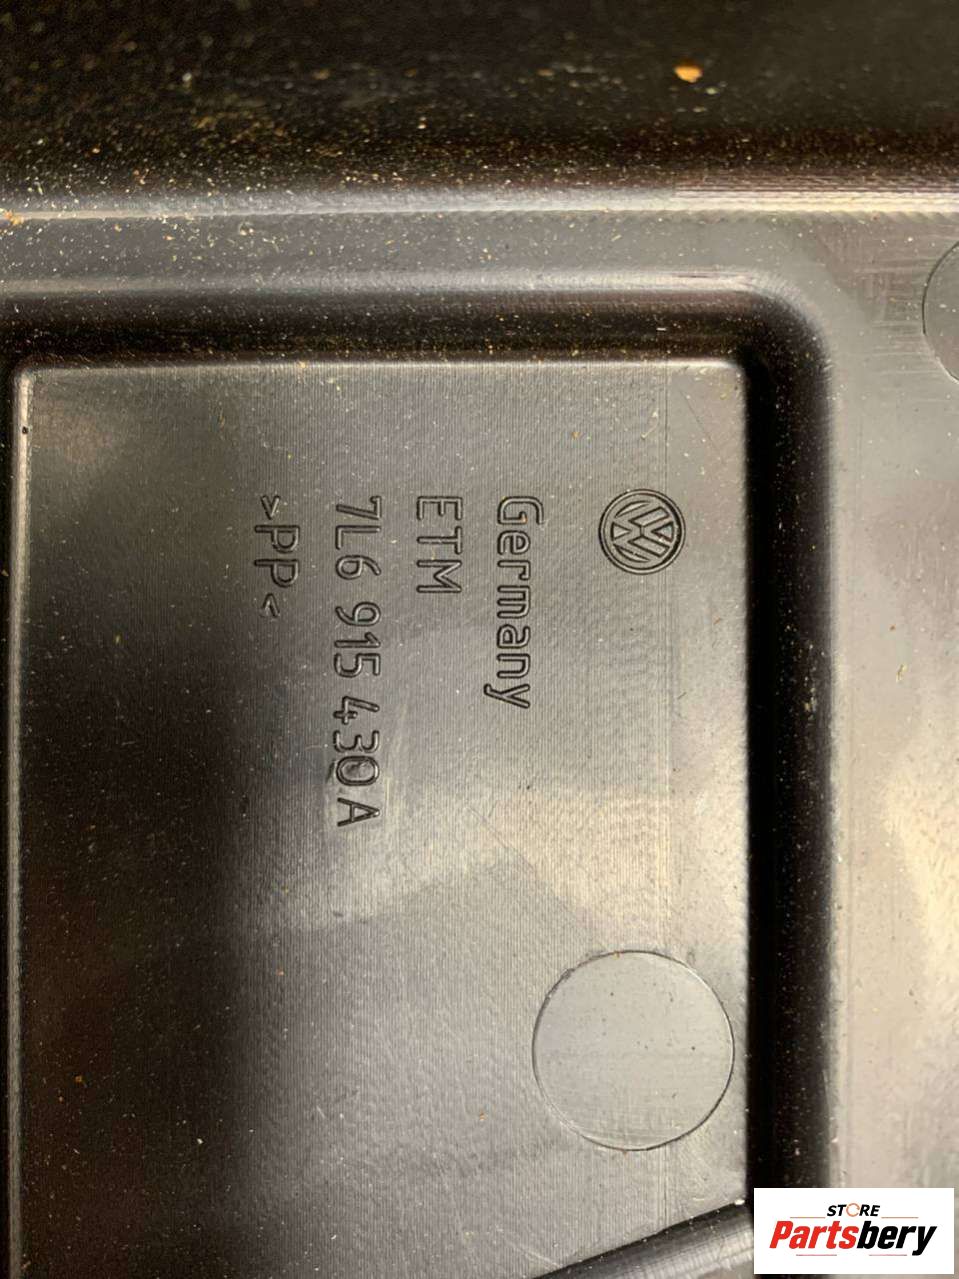 Germany
ETM
7L6 915 430 A
>PP<
STORE
Partsbery